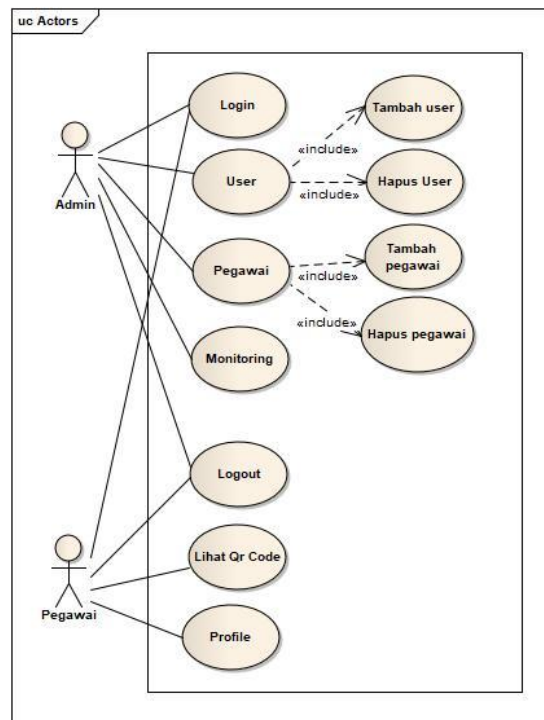 uc Actors
Login
Tambah user
«include»
User
Hapus User
«include»
Admin
Pegawai
Tambah
pegawai
«include»
«include»
Hapus pegawai
Monitoring
Logout
Lihat Qr Code
Pegawai
Profile